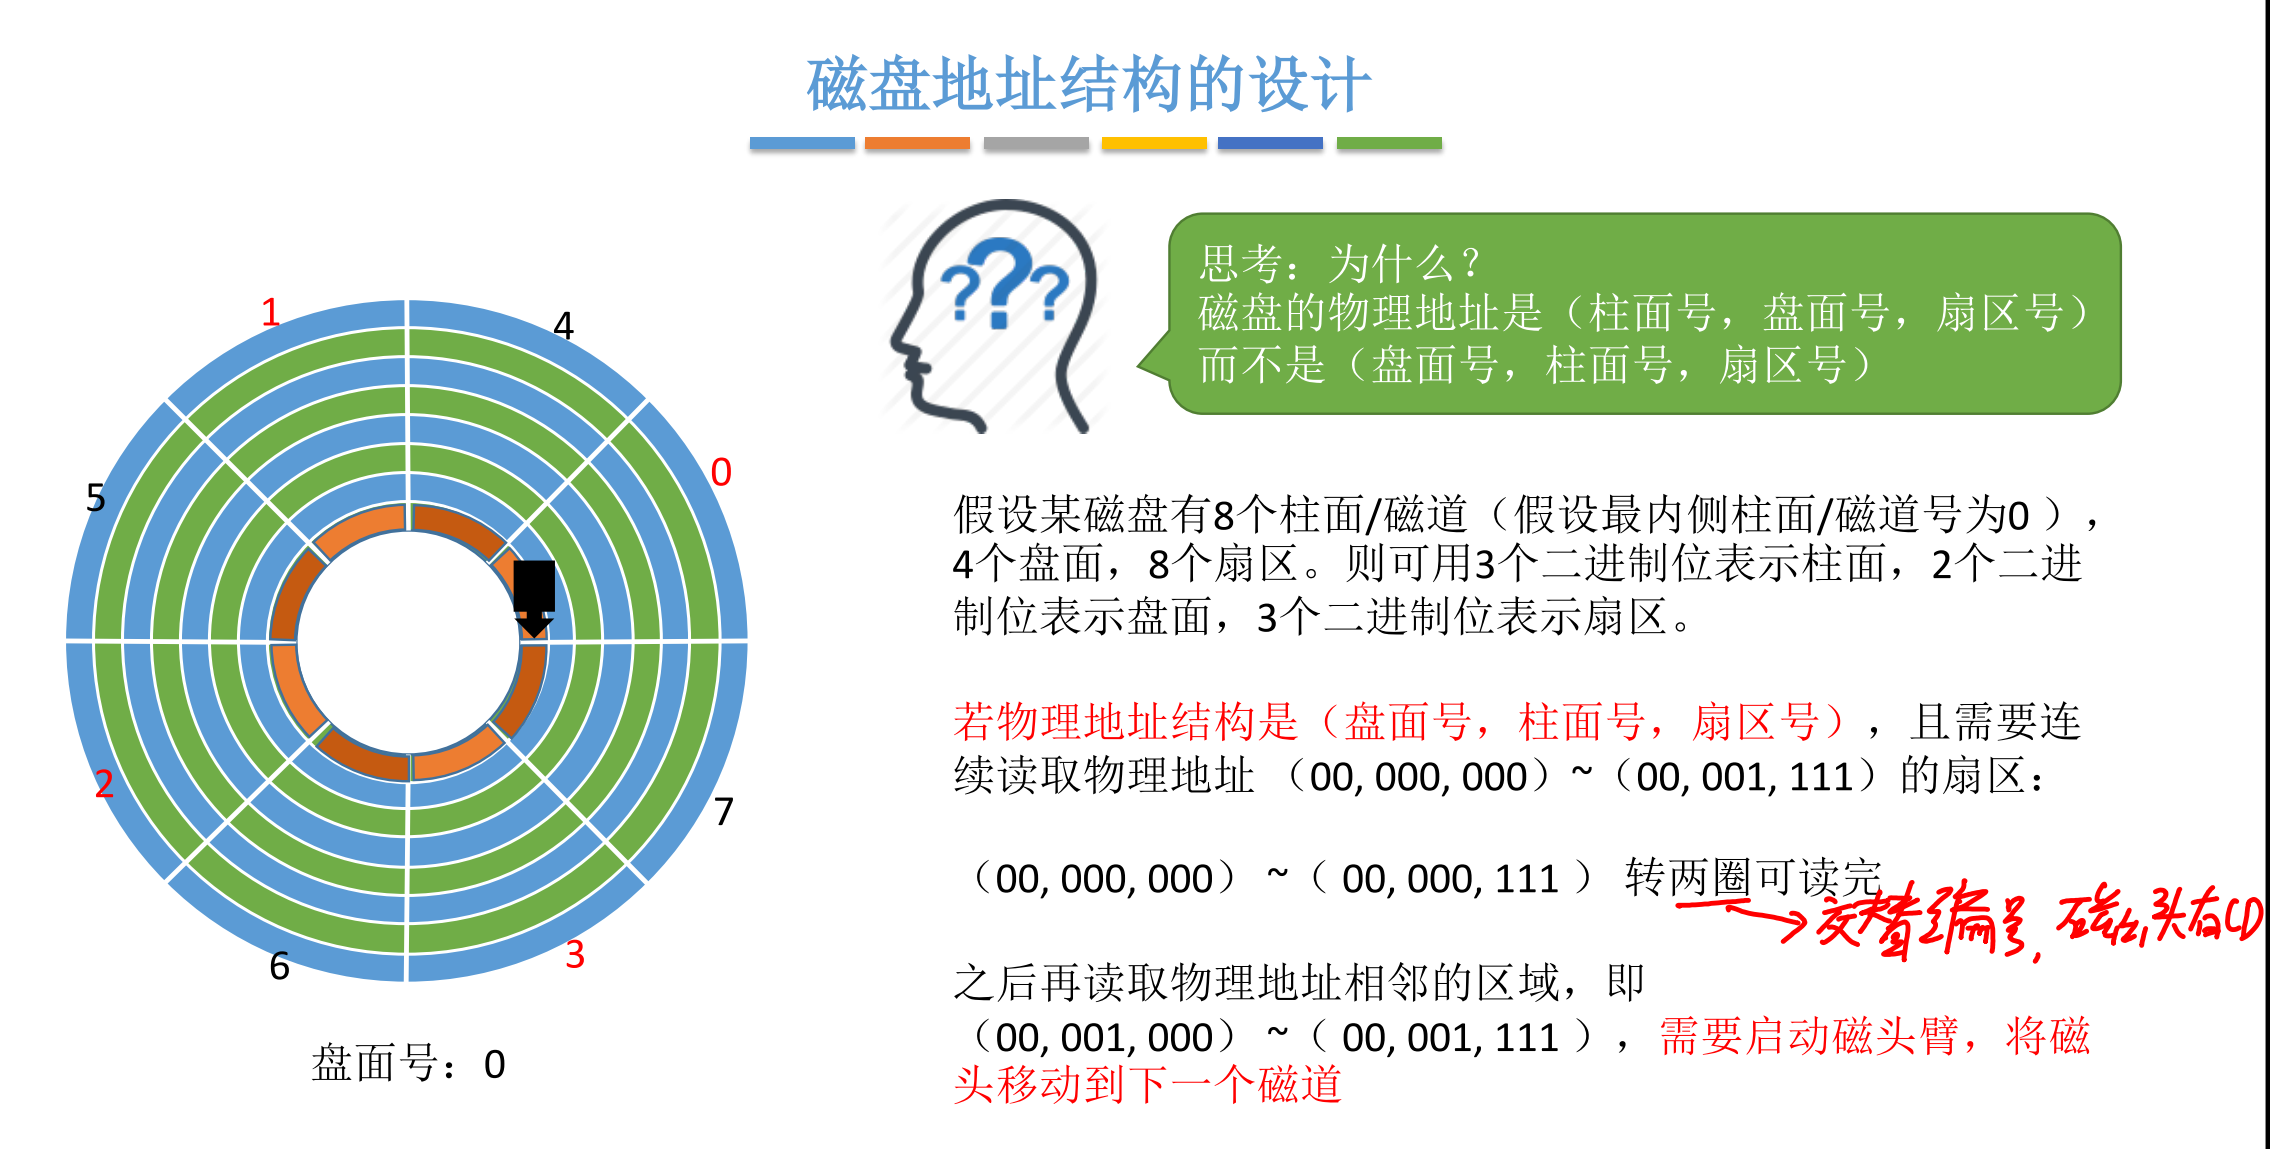 磁盘地址结构的设计
思考：为什么？
磁盘的物理地址是（柱面号，盘面号，扇区号）
而不是（盘面号，柱面号，扇区号）
1
4
0
5
2
7
6
3
盘面号：0
假设某磁盘有8个柱面/磁道（假设最内侧柱面/磁道号为0 ），
4个盘面，8个扇区。则可用3个二进制位表示柱面，2个二进
制位表示盘面，3个二进制位表示扇区。
若物理地址结构是（盘面号，柱面号，扇区号），且需要连
续读取物理地址 （00, 000, 000）~（00, 001, 111）的扇区：
（00, 000, 000） ~（ 00, 000, 111 ） 转两圈可读完
交替编号, 磁头有CD
之后再读取物理地址相邻的区域，即
（00, 001, 000） ~（ 00, 001, 111 ），需要启动磁头臂，将磁
头移动到下一个磁道